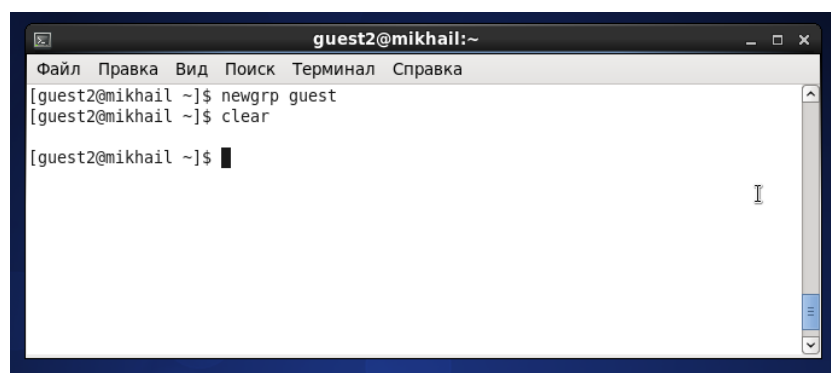 guest2@mikhail:~
Файл Правка Вид Поиск Терминал Справка
[guest2@mikhail ~]$ newgrp guest
[guest2@mikhail ~]$ clear
[guest2@mikhail ~]$